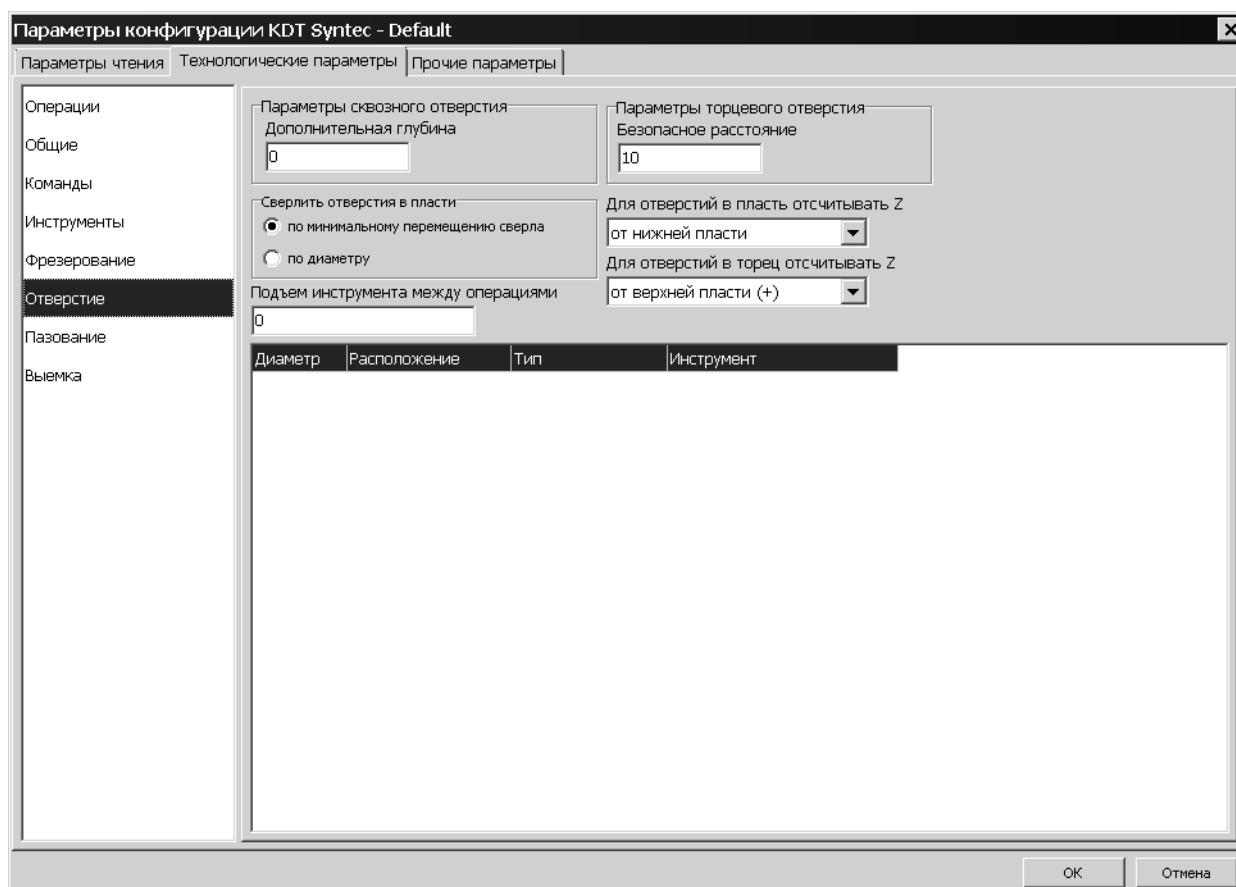 Параметры конфигурации KDT Syntec - Default
Параметры чтения Технологические параметры Прочие параметры
Операции
Общие
Команды
Инструменты
Фрезерование
Отверстие
Пазование
Выемка
Параметры сквозного отверстия
Дополнительная глубина
0
Параметры торцевого отверстия
Безопасное расстояние
10
Сверлить отверстия в пласти
по минимальному перемещению сверла
по диаметру
Для отверстий в пласть отсчитывать Z
от нижней пласти
Для отверстий в торец отсчитывать Z
от верхней пласти (+)
Подъем инструмента между операциями
0
Диаметр Расположение Тип Инструмент
ОК Отмена